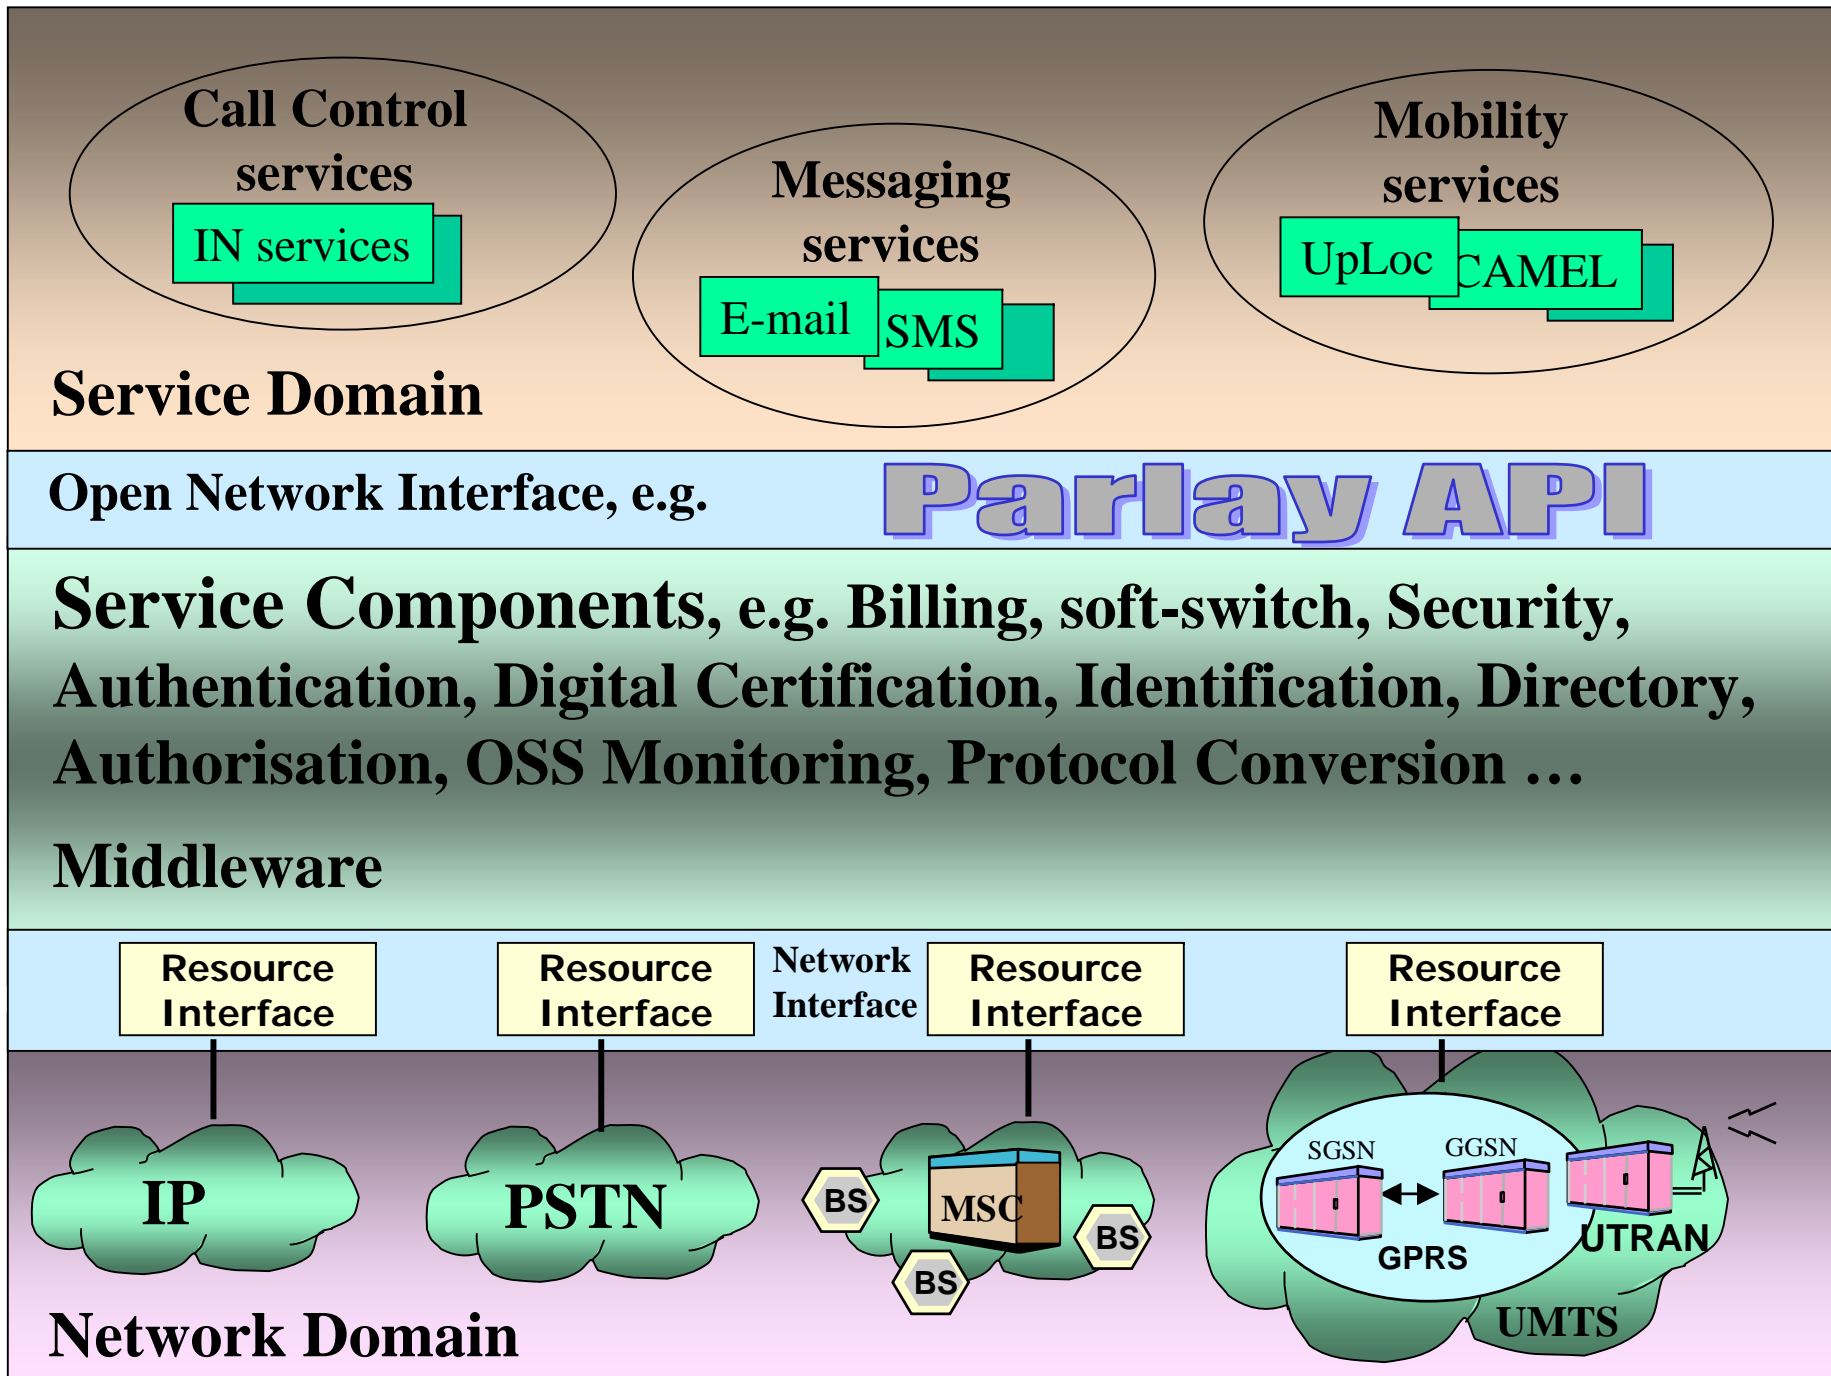 Call Control
services
IN services
Messaging
services
E-mail
SMS
Mobility
services
UpLoc
CAMEL
Service Domain
Open Network Interface, e.g.
Parlay API
Service Components, e.g. Billing, soft-switch, Security,
Authentication, Digital Certification, Identification, Directory,
Authorisation, OSS Monitoring, Protocol Conversion …
Middleware
Resource
Interface
Resource
Interface
Network
Interface
Resource
Interface
Resource
Interface
IP
PSTN
BS
MSC
BS
BS
SGSN
GGSN
GPRS
UTRAN
UMTS
Network Domain